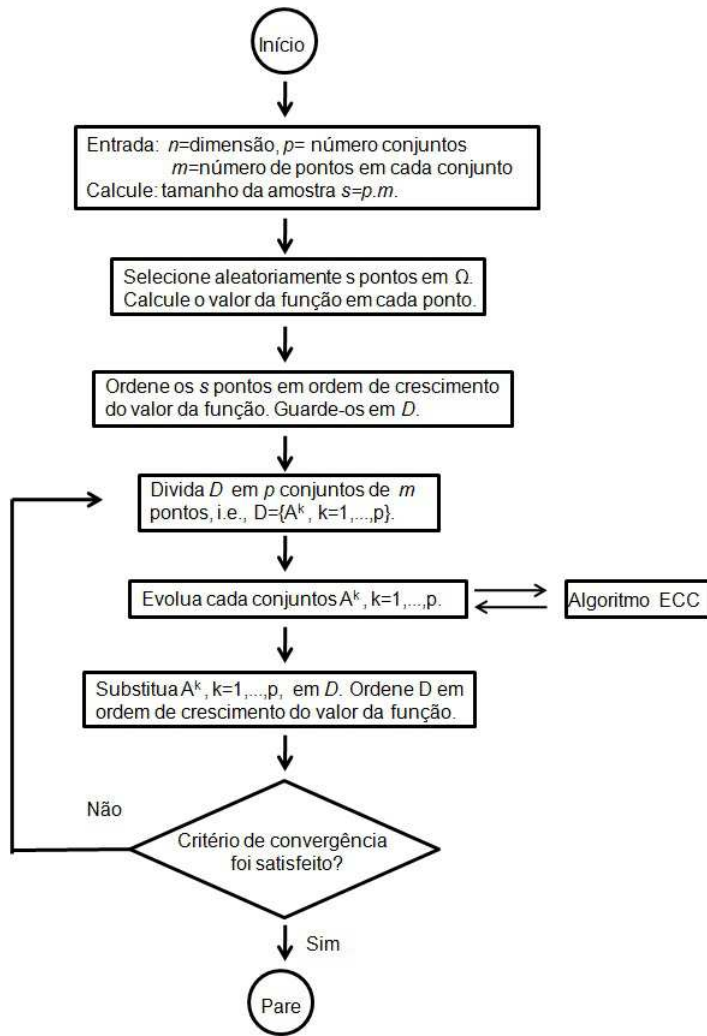 Início
Entrada: n=dimensão, p= número conjuntos
m=número de pontos em cada conjunto
Calcule: tamanho da amostra s=p.m.
Selecione aleatoriamente s pontos em Ω.
Calcule o valor da função em cada ponto.
Ordene os s pontos em ordem de crescimento
do valor da função. Guarde-os em D.
Divida D em p conjuntos de m
pontos, i.e., D={Aᵏ, k=1,...,p}.
Evolua cada conjuntos Aᵏ, k=1,...,p.
Algoritmo ECC
Substitua Aᵏ, k=1,...,p, em D. Ordene D em
ordem de crescimento do valor da função.
Não
Critério de convergência
foi satisfeito?
Sim
Pare